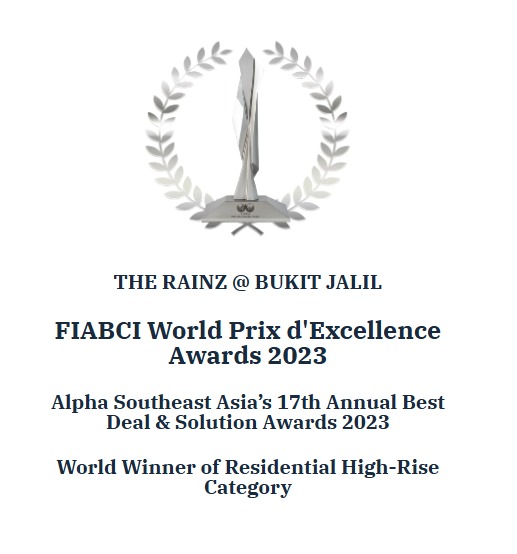 THE RAINZ @ BUKIT JALIL
FIABCI World Prix d'Excellence
Awards 2023
Alpha Southeast Asia’s 17th Annual Best
Deal & Solution Awards 2023
World Winner of Residential High-Rise
Category